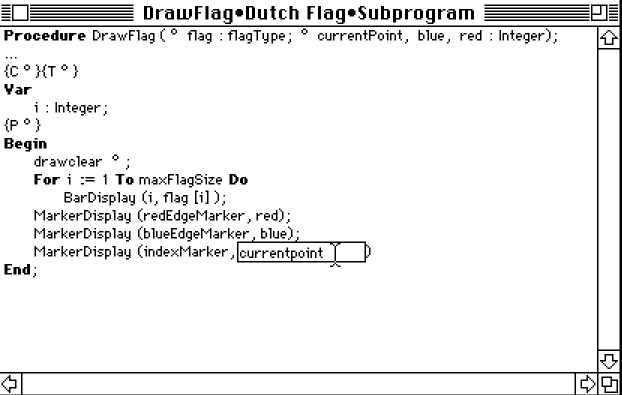 DrawFlag•Dutch Flag•Subprogram
Procedure DrawFlag (° flag : flagType; ° currentPoint, blue, red : Integer);
...
{C °}{T °}
Var
i : Integer;
{P °}
Begin
drawclear °;
For i := 1 To maxFlagSize Do
BarDisplay (i, flag [i]);
MarkerDisplay (redEdgeMarker, red);
MarkerDisplay (blueEdgeMarker, blue);
MarkerDisplay (indexMarker, currentpoint )
End;